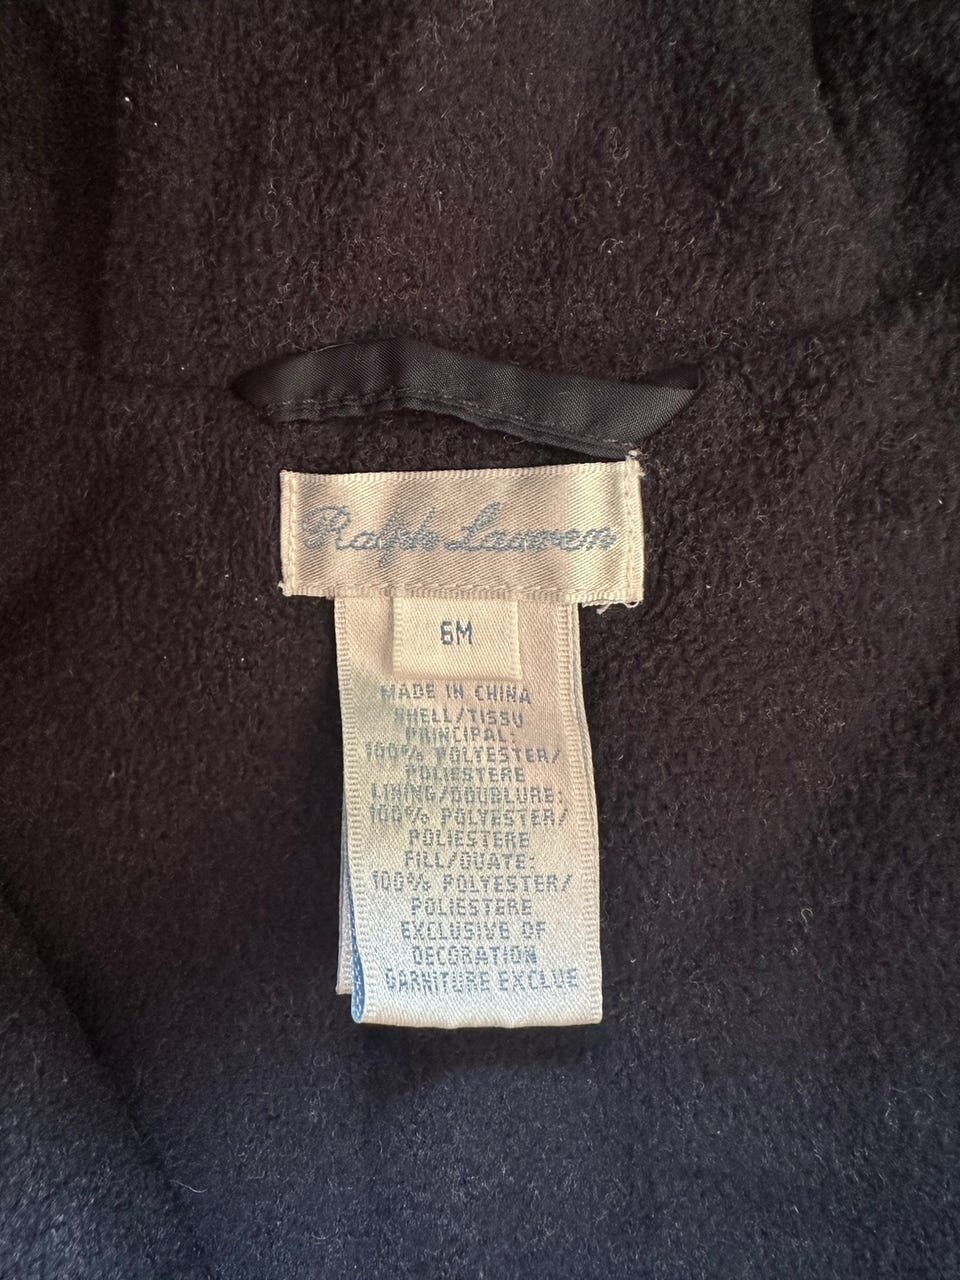 Ralph Lauren
6M
MADE IN CHINA
SHELL/TISSU
PRINCIPAL:
100% POLYESTER/
POLIESTERE
LINING/DOUBLURE:
100% POLYESTER/
POLIESTERE
FILL/OUATE:
100% POLYESTER/
POLIESTERE
EXCLUSIVE OF
DECORATION
GARNITURE EXCLUE